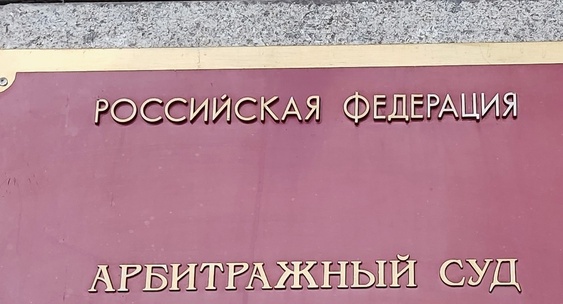 РОССИЙСКАЯ ФЕДЕРАЦИЯ
АРБИТРАЖНЫЙ СУД